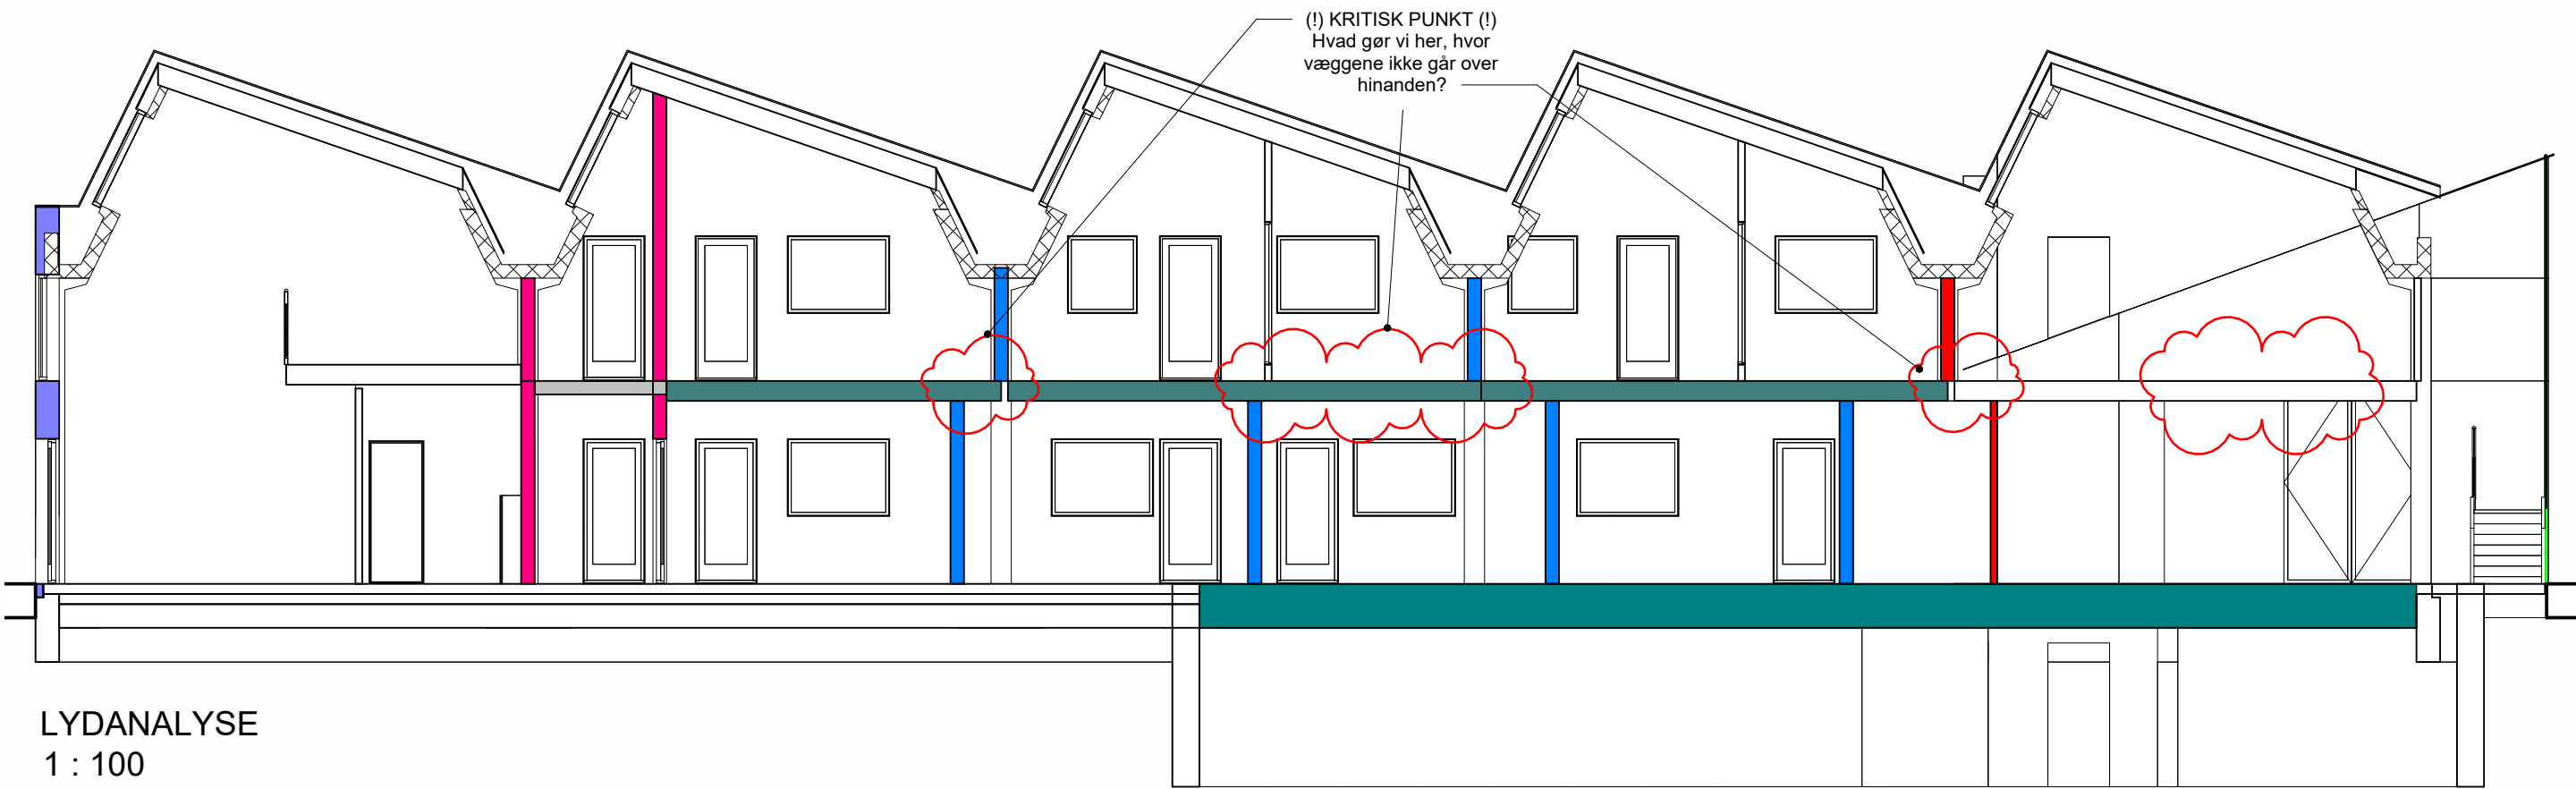 (!) KRITISK PUNKT (!)
Hvad gør vi her, hvor
væggene ikke går over
hinanden?
LYDANALYSE
1 : 100